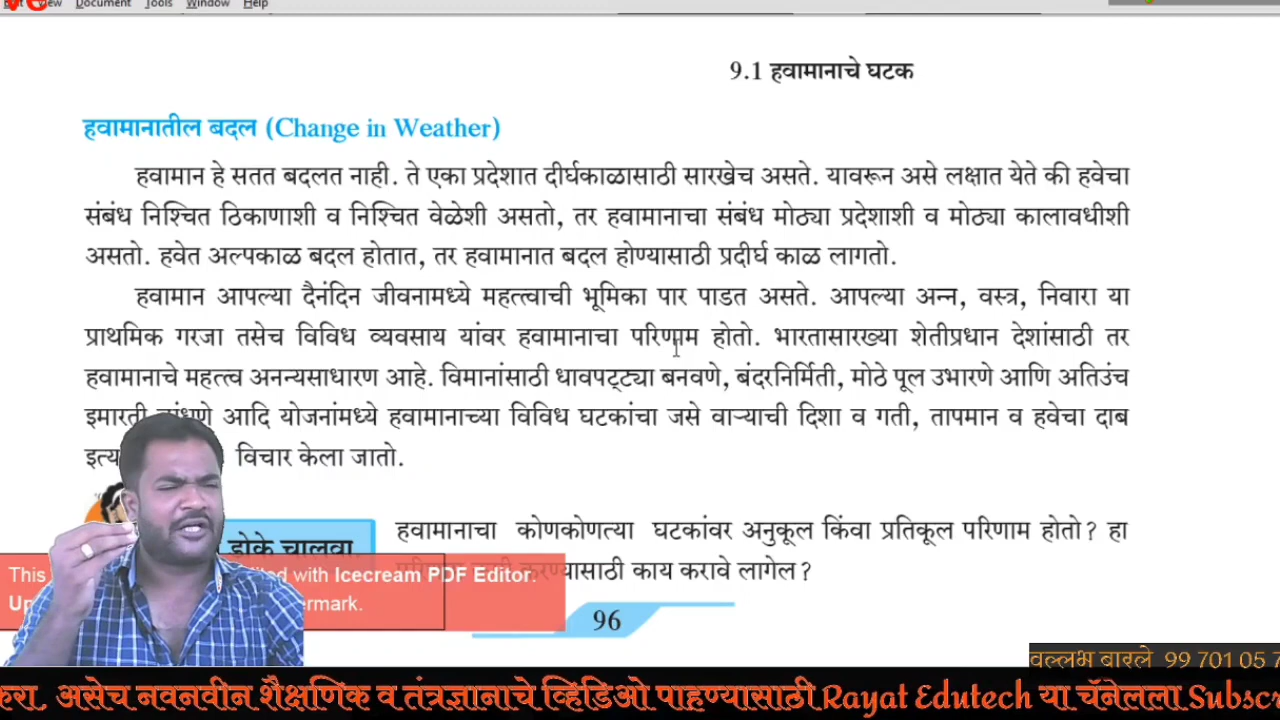 View Document Tools Window Help
9.1 हवामानाचे घटक
हवामानातील बदल (Change in Weather)
हवामान हे सतत बदलत नाही. ते एका प्रदेशात दीर्घकाळासाठी सारखेच असते. यावरून असे लक्षात येते की हवेचा
संबंध निश्चित ठिकाणाशी व निश्चित वेळेशी असतो, तर हवामानाचा संबंध मोठ्या प्रदेशाशी व मोठ्या कालावधीशी
असतो. हवेत अल्पकाळ बदल होतात, तर हवामानात बदल होण्यासाठी प्रदीर्घ काळ लागतो.
हवामान आपल्या दैनंदिन जीवनामध्ये महत्त्वाची भूमिका पार पाडत असते. आपल्या अन्न, वस्त्र, निवारा या
प्राथमिक गरजा तसेच विविध व्यवसाय यांवर हवामानाचा परिणाम होतो. भारतासारख्या शेतीप्रधान देशांसाठी तर
हवामानाचे महत्त्व अनन्यसाधारण आहे. विमानांसाठी धावपट्ट्या बनवणे, बंदरनिर्मिती, मोठे पूल उभारणे आणि अतिउंच
इमारती आदि योजनांमध्ये हवामानाच्या विविध घटकांचा जसे वाऱ्याची दिशा व गती, तापमान व हवेचा दाब
विचार केला जातो.
हवामानाचा कोणकोणत्या घटकांवर अनुकूल किंवा प्रतिकूल परिणाम होतो? हा
डोके चालवा
करण्यासाठी काय करावे लागेल?
This with Icecream PDF Editor.
96
वल्लभ बारले 99 701 05
असेच नवनवीन शैक्षणिक व तंत्रज्ञानाचे व्हिडिओ पाहण्यासाठी Rayat Edutech या चॅनेलला